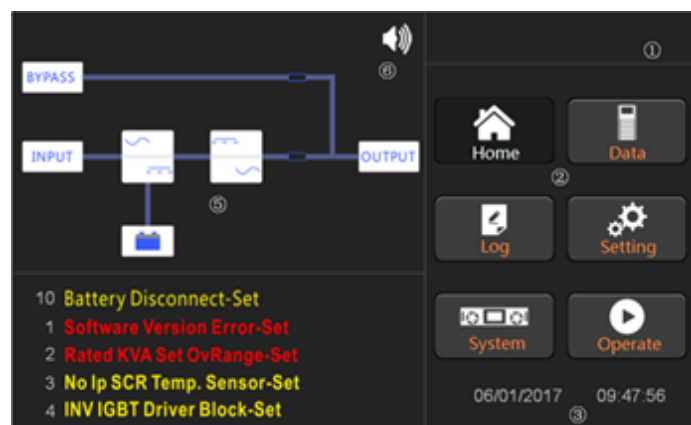 ⑥
BYPASS
INPUT
OUTPUT
⑤
10 Battery Disconnect-Set
1 Software Version Error-Set
2 Rated KVA Set OvRange-Set
3 No Ip SCR Temp. Sensor-Set
4 INV IGBT Driver Block-Set
①
Home Data
②
Log Setting
System Operate
06/01/2017 09:47:56
③